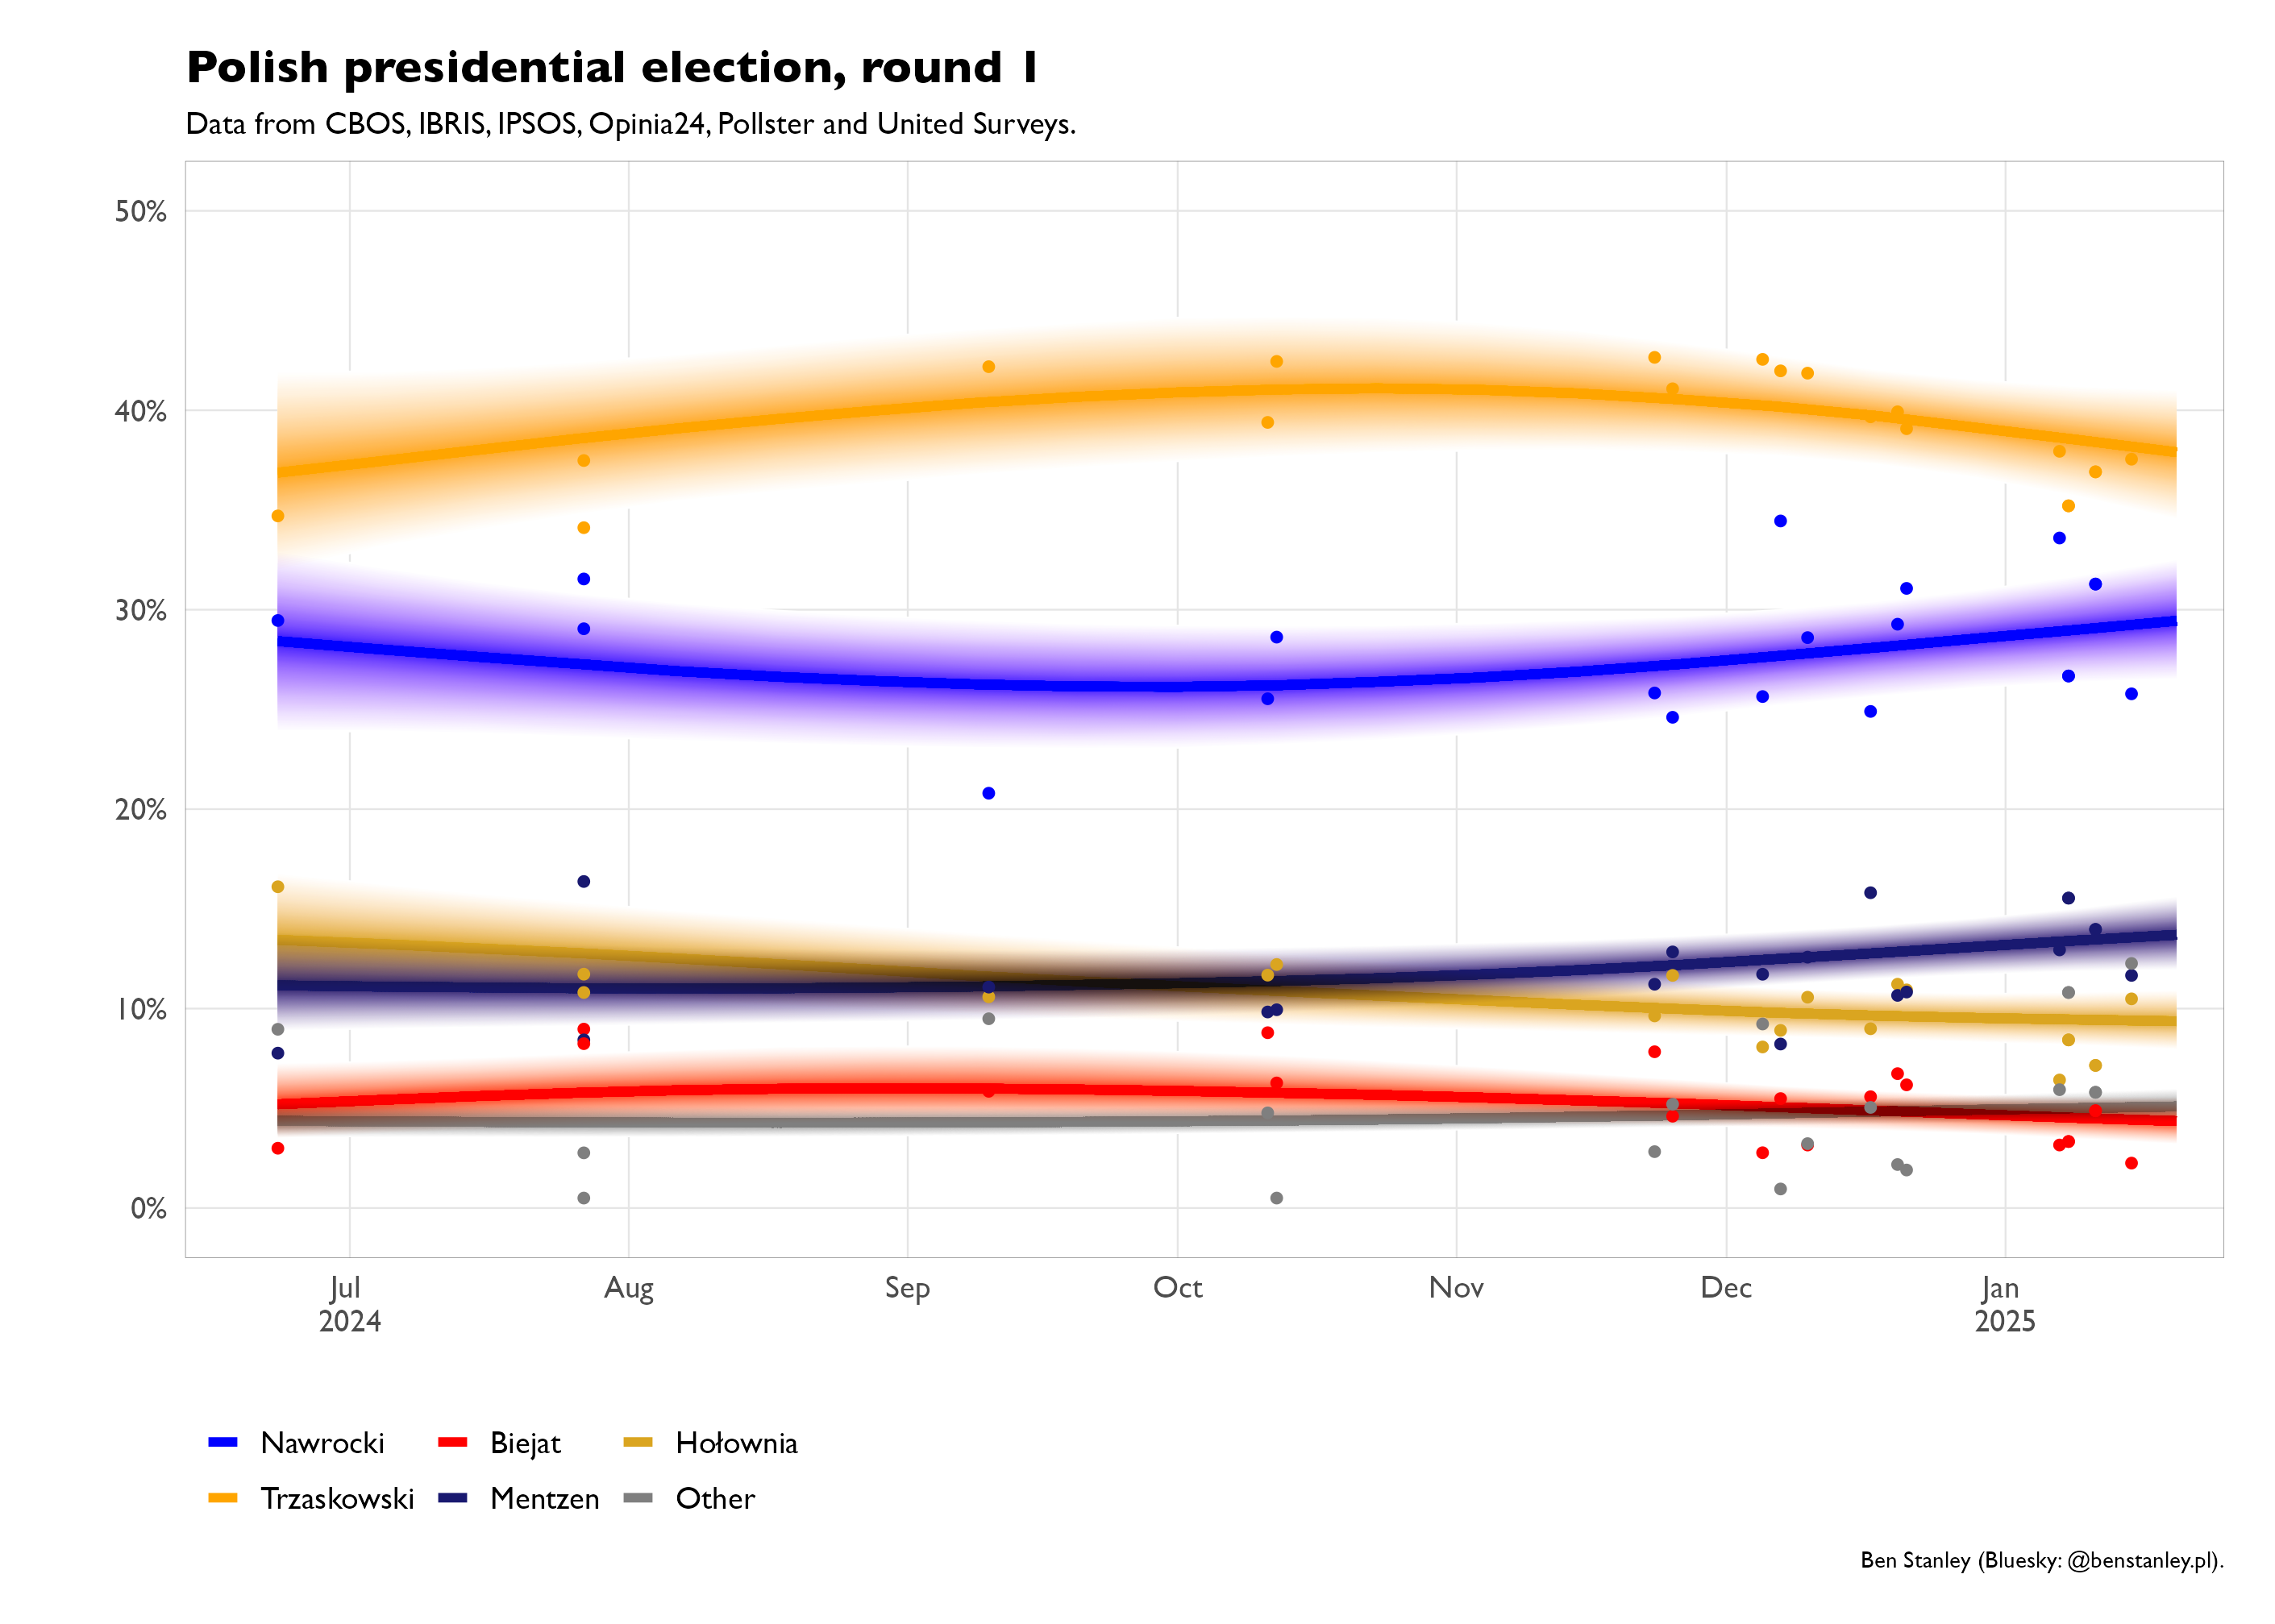 Polish presidential election, round 1
Data from CBOS, IBRIS, IPSOS, Opinia24, Pollster and United Surveys.
50%
40%
30%
20%
10%
0%
Jul Aug Sep Oct Nov Dec Jan
2024 2025
Nawrocki Biejat Hołownia
Trzaskowski Mentzen Other
Ben Stanley (Bluesky: @benstanley.pl).